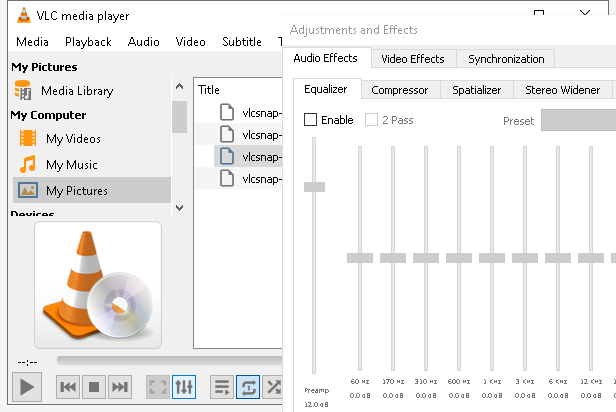 VLC media player
Media Playback Audio Video Subtitle T
My Pictures
Media Library
My Computer
My Videos
My Music
My Pictures
Devices
Title
vlcsnap-
vlcsnap-
vlcsnap-
vlcsnap-
--:--
Adjustments and Effects
Audio Effects Video Effects Synchronization
Equalizer Compressor Spatializer Stereo Widener
Enable 2 Pass Preset
60 Hz 170 Hz 310 Hz 600 Hz 1 KHz 3 KHz 6 KHz 12 KHz
Preamp 0.0 dB 0.0 dB 0.0 dB 0.0 dB 0.0 dB 0.0 dB 0.0 dB 0.0 dB
12.0 dB